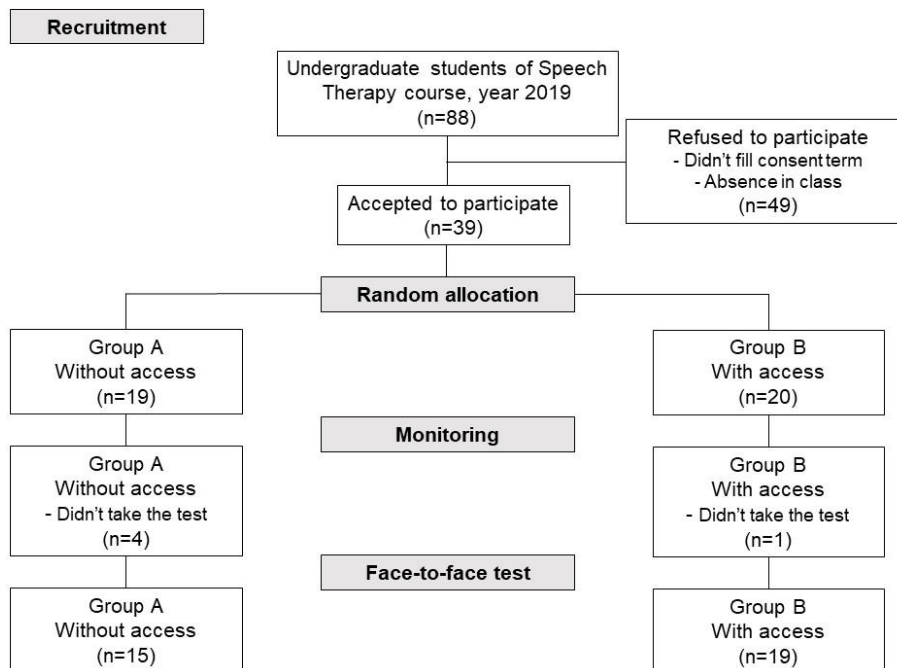 Recruitment
Undergraduate students of Speech
Therapy course, year 2019
(n=88)
Refused to participate
- Didn't fill consent term
- Absence in class
(n=49)
Accepted to participate
(n=39)
Random allocation
Group A
Without access
(n=19)
Group B
With access
(n=20)
Monitoring
Group A
Without access
- Didn't take the test
(n=4)
Group B
With access
- Didn't take the test
(n=1)
Face-to-face test
Group A
Without access
(n=15)
Group B
With access
(n=19)